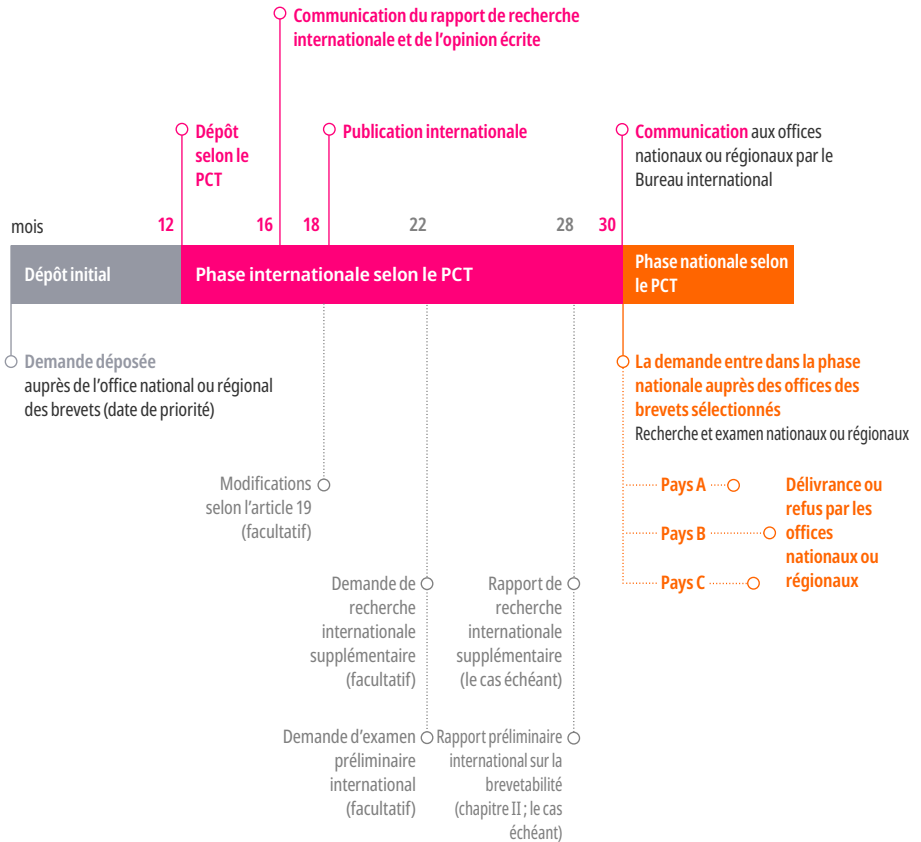 Communication du rapport de recherche
internationale et de l'opinion écrite
Dépôt
selon le
PCT
Publication internationale
Communication aux offices
nationaux ou régionaux par le
Bureau international
mois
12
16
18
22
28
30
Dépôt initial
Phase internationale selon le PCT
Phase nationale selon
le PCT
Demande déposée
auprès de l'office national ou régional
des brevets (date de priorité)
La demande entre dans la phase
nationale auprès des offices des
brevets sélectionnés
Recherche et examen nationaux ou régionaux
Modifications
selon l'article 19
(facultatif)
Pays A
Pays B
Pays C
Délivrance ou
refus par les
offices
nationaux ou
régionaux
Demande de
recherche
internationale
supplémentaire
(facultatif)
Rapport de
recherche
internationale
supplémentaire
(le cas échéant)
Demande d'examen
préliminaire
international
(facultatif)
Rapport préliminaire
international sur la
brevetabilité
(chapitre II ; le cas
échéant)